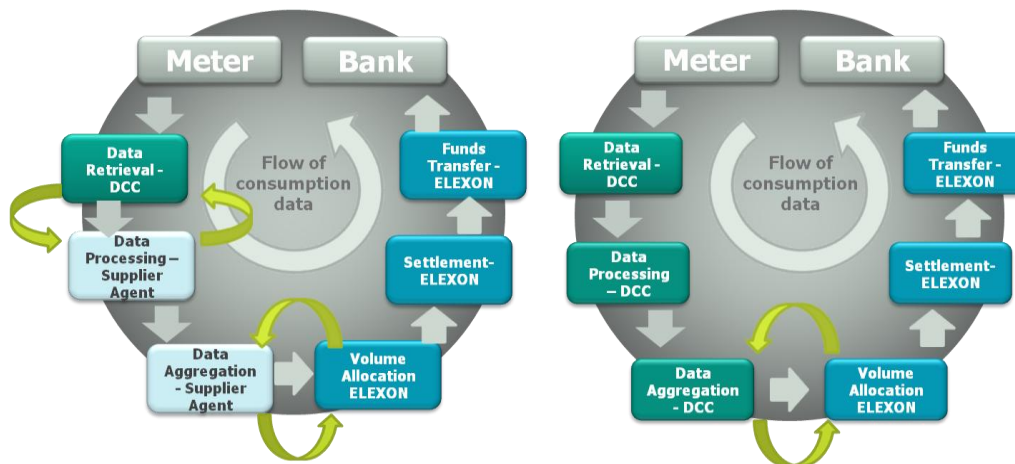 Meter
Bank
Data
Retrieval -
DCC
Flow of
consumption
data
Funds
Transfer -
ELEXON
Data
Processing –
Supplier
Agent
Settlement-
ELEXON
Data
Aggregation
- Supplier
Agent
Volume
Allocation
ELEXON
Meter
Bank
Data
Retrieval -
DCC
Flow of
consumption
data
Funds
Transfer -
ELEXON
Data
Processing
– DCC
Settlement-
ELEXON
Data
Aggregation
- DCC
Volume
Allocation
ELEXON